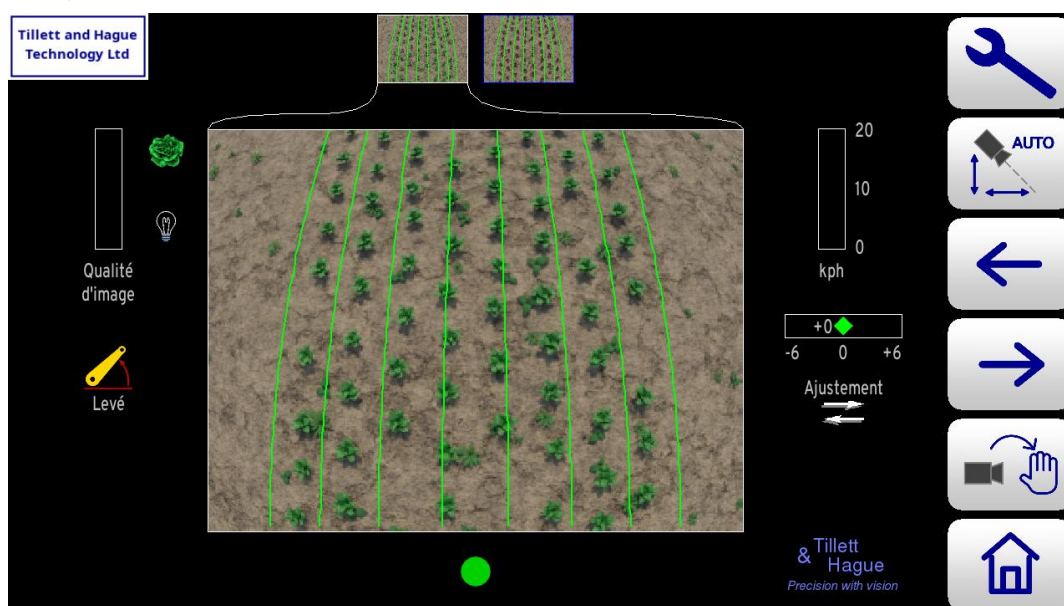 Tillett and Hague
Technology Ltd
AUTO
20
10
0
kph
Qualité
d'image
+0
-6 0 +6
Ajustement
Levé
& Tillett
Hague
Precision with vision